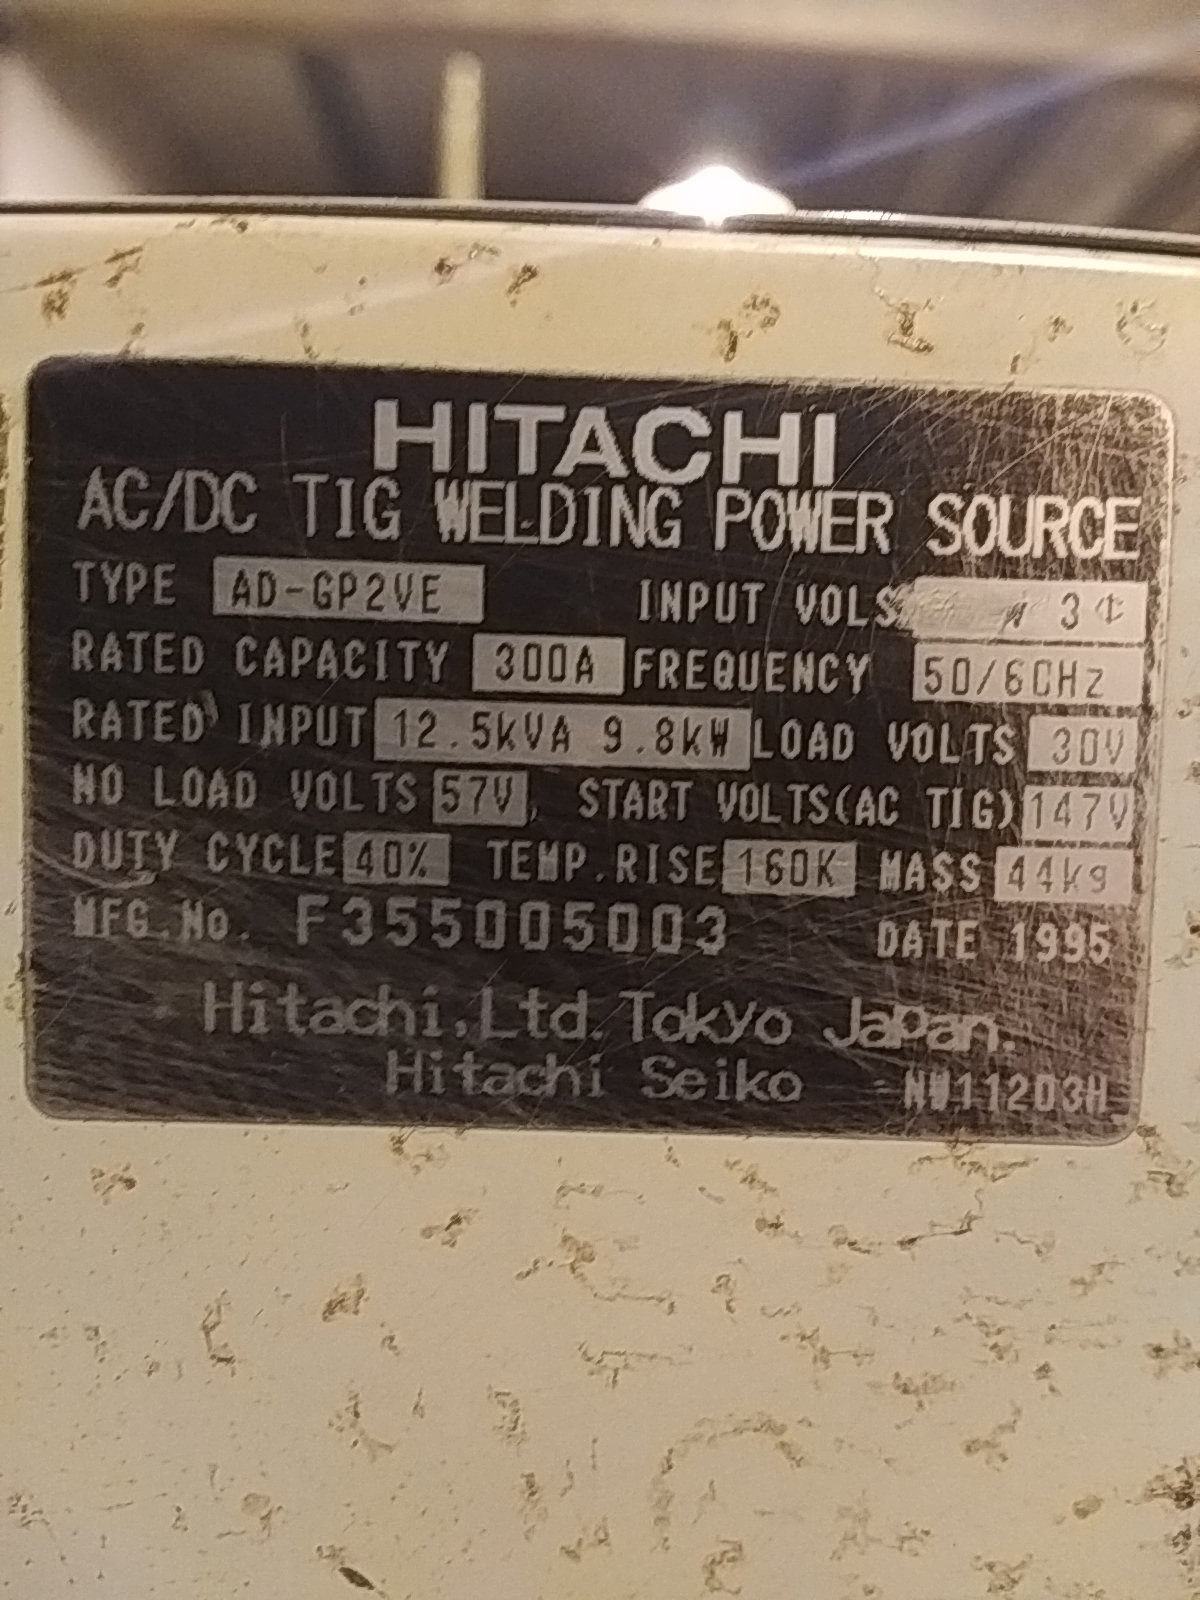 HITACHI
AC/DC TIG WELDING POWER SOURCE
TYPE AD-GP2VE INPUT VOLS 3¢
RATED CAPACITY 300A FREQUENCY 50/60Hz
RATED INPUT 12.5kVA 9.8kW LOAD VOLTS 30V
NO LOAD VOLTS 57V, START VOLTS(AC TIG) 147V
DUTY CYCLE 40% TEMP.RISE 160K MASS 44kg
MFG.No. F355005003 DATE 1995
Hitachi,Ltd.Tokyo Japan.
Hitachi Seiko NW11203H